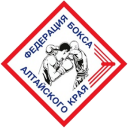 ФЕДЕРАЦИЯ БОКСА
АЛТАЙСКОГО КРАЯ